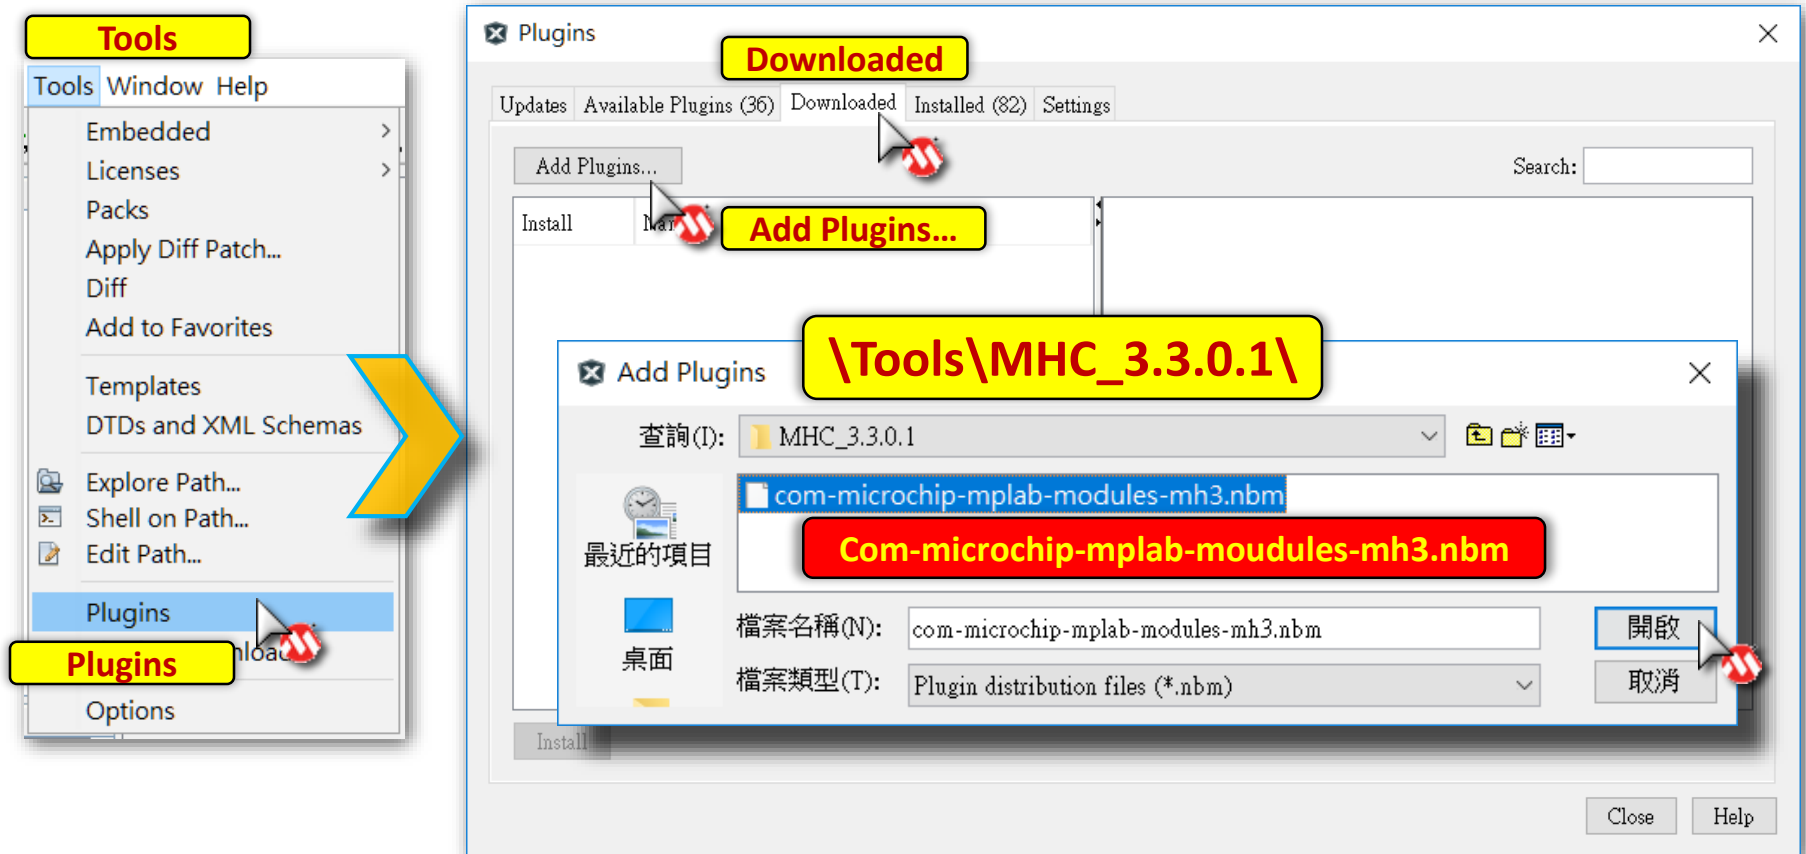 Tools
Tools Window Help
Embedded
Licenses
Packs
Apply Diff Patch...
Diff
Add to Favorites
Templates
DTDs and XML Schemas
Explore Path...
Shell on Path...
Edit Path...
Plugins
Plugins
Options
Plugins
Downloaded
Updates Available Plugins (36) Downloaded Installed (82) Settings
Add Plugins...
Search:
Install
Add Plugins...
\Tools\MHC_3.3.0.1\
Add Plugins
查詢(I): MHC_3.3.0.1
com-microchip-mplab-modules-mh3.nbm
Com-microchip-mplab-moudules-mh3.nbm
最近的項目
桌面
檔案名稱(N): com-microchip-mplab-modules-mh3.nbm
開啟
檔案類型(T): Plugin distribution files (*.nbm)
取消
Install
Close Help